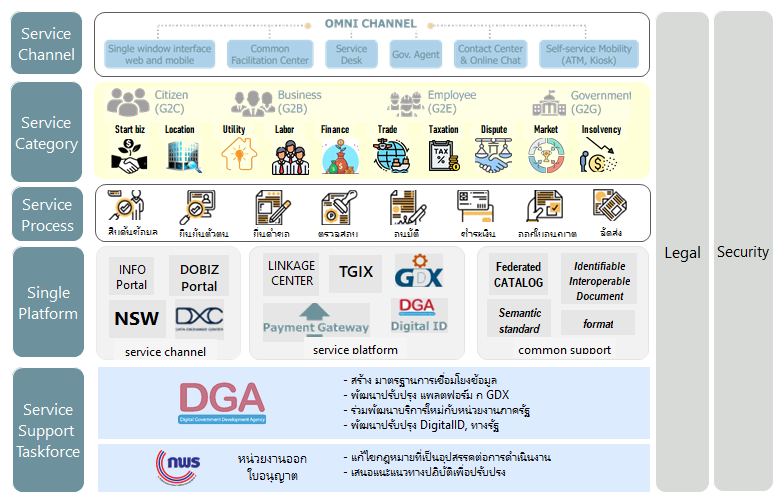 Service
Channel
OMNI CHANNEL
Single window interface
web and mobile
Common
Facilitation Center
Service
Desk
Gov. Agent
Contact Center
& Online Chat
Self-service Mobility
(ATM, Kiosk)
Legal
Security
Service
Category
Citizen
(G2C)
Business
(G2B)
Employee
(G2E)
Government
(G2G)
Start biz
Location
Utility
Labor
Finance
Trade
Taxation
Dispute
Market
Insolvency
TAX
%
Service
Process
สืบค้นข้อมูล
ยืนยันตัวตน
ยื่นคำขอ
ตรวจสอบ
อนุมัติ
ชำระเงิน
ออกใบอนุญาต
จัดส่ง
Single
Platform
INFO
Portal
DOBIZ
Portal
NSW
DXC
DATA EXCHANGE CENTER
service channel
LINKAGE
CENTER
TGIX
GDX
Payment Gateway
DGA
Digital ID
service platform
Federated
CATALOG
Identifiable
Interoperable
Document
Semantic
standard
format
common support
Service
Support
Taskforce
DGA
Digital Government Development Agency
- สร้าง มาตรฐานการเชื่อมโยงข้อมูล
- พัฒนาปรับปรุง แพลตฟอร์ม ก GDX
- ร่วมพัฒนาบริการใหม่กับหน่วยงานภาครัฐ
- พัฒนาปรับปรุง DigitalID, ทางรัฐ
กพร
หน่วยงานออก
ใบอนุญาต
- แก้ไขกฎหมายที่เป็นอุปสรรคต่อการดำเนินงาน
- เสนอแนะแนวทางปฏิบัติเพื่อปรับปรุง